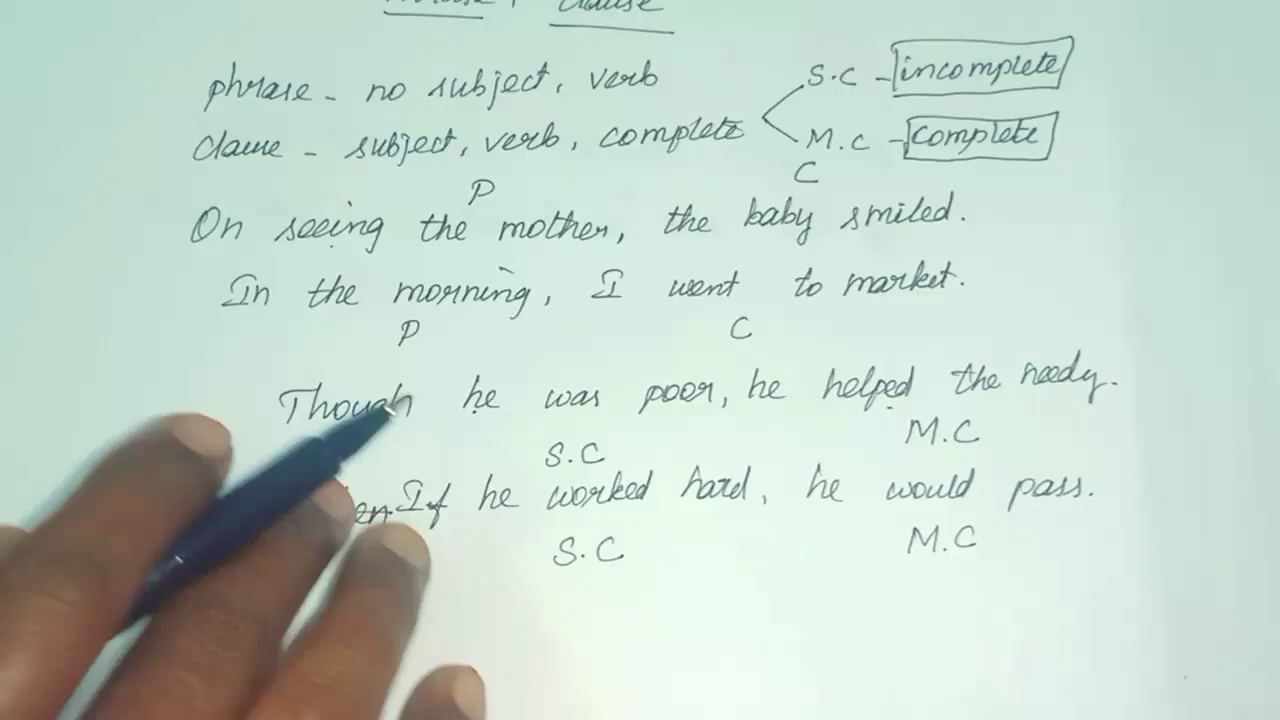 clause
phrase - no subject, verb
S.C - incomplete
clause - subject, verb, complete
M.C - complete
P C
On seeing the mother, the baby smiled.
In the morning, I went to market.
P C
Though he was poor, he helped the needy.
S.C M.C
If he worked hard, he would pass.
S.C M.C